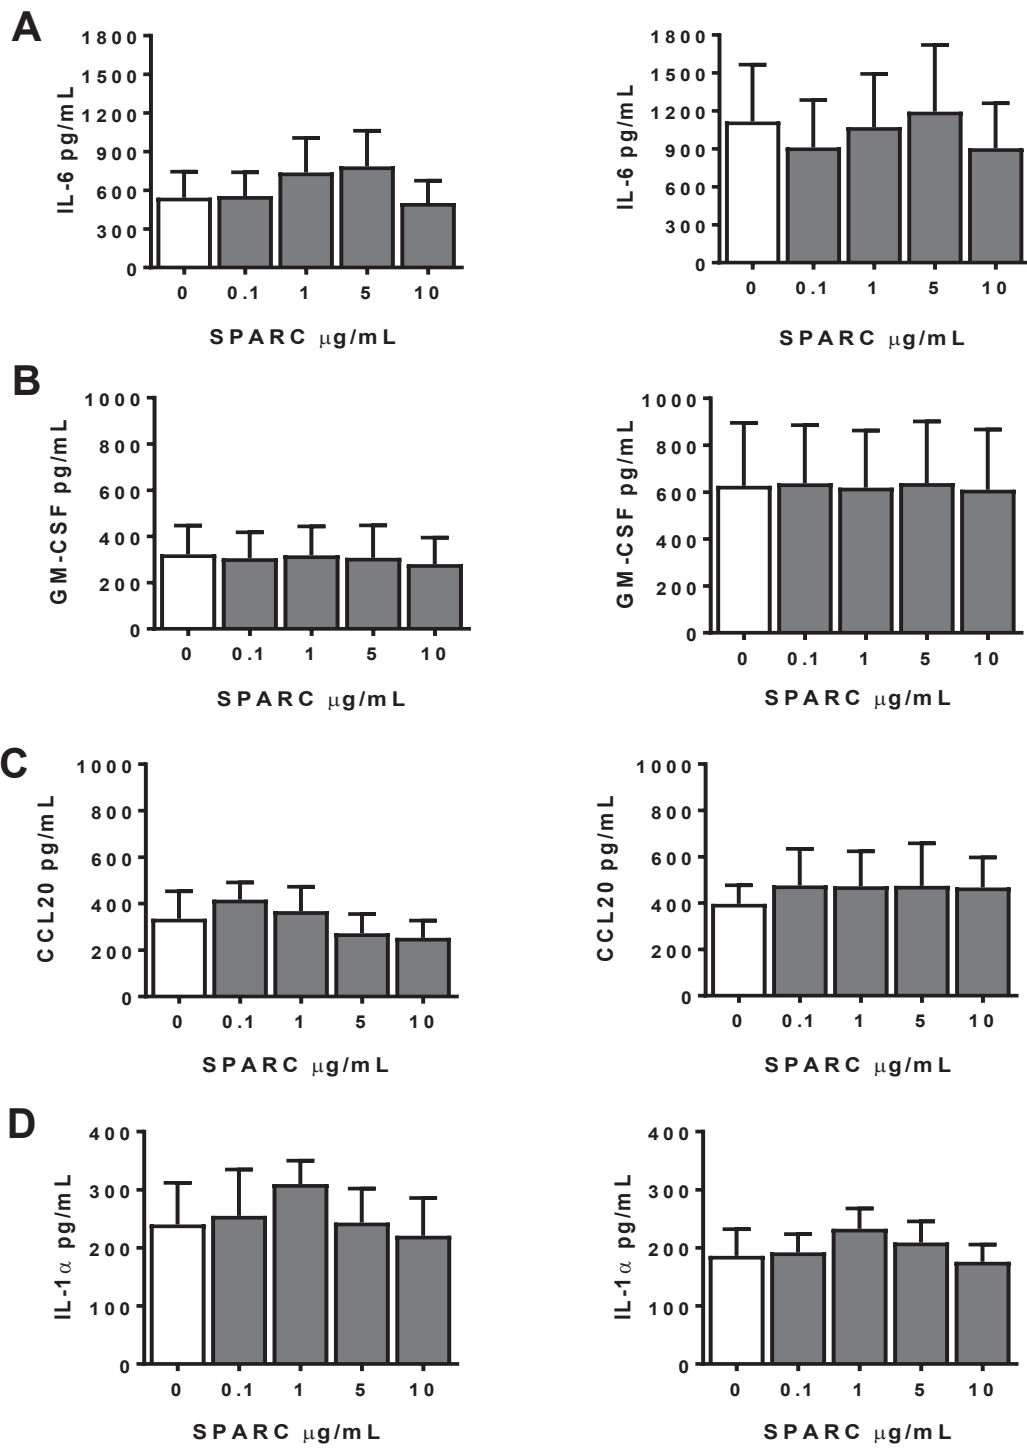 A
IL-6 pg/mL
1800
1500
1200
900
600
300
0
0 0.1 1 5 10
SPARC μg/mL
IL-6 pg/mL
1800
1500
1200
900
600
300
0
0 0.1 1 5 10
SPARC μg/mL
B
GM-CSF pg/mL
1000
800
600
400
200
0
0 0.1 1 5 10
SPARC μg/mL
GM-CSF pg/mL
1000
800
600
400
200
0
0 0.1 1 5 10
SPARC μg/mL
C
CCL20 pg/mL
1000
800
600
400
200
0
0 0.1 1 5 10
SPARC μg/mL
CCL20 pg/mL
1000
800
600
400
200
0
0 0.1 1 5 10
SPARC μg/mL
D
IL-1α pg/mL
400
300
200
100
0
0 0.1 1 5 10
SPARC μg/mL
IL-1α pg/mL
400
300
200
100
0
0 0.1 1 5 10
SPARC μg/mL